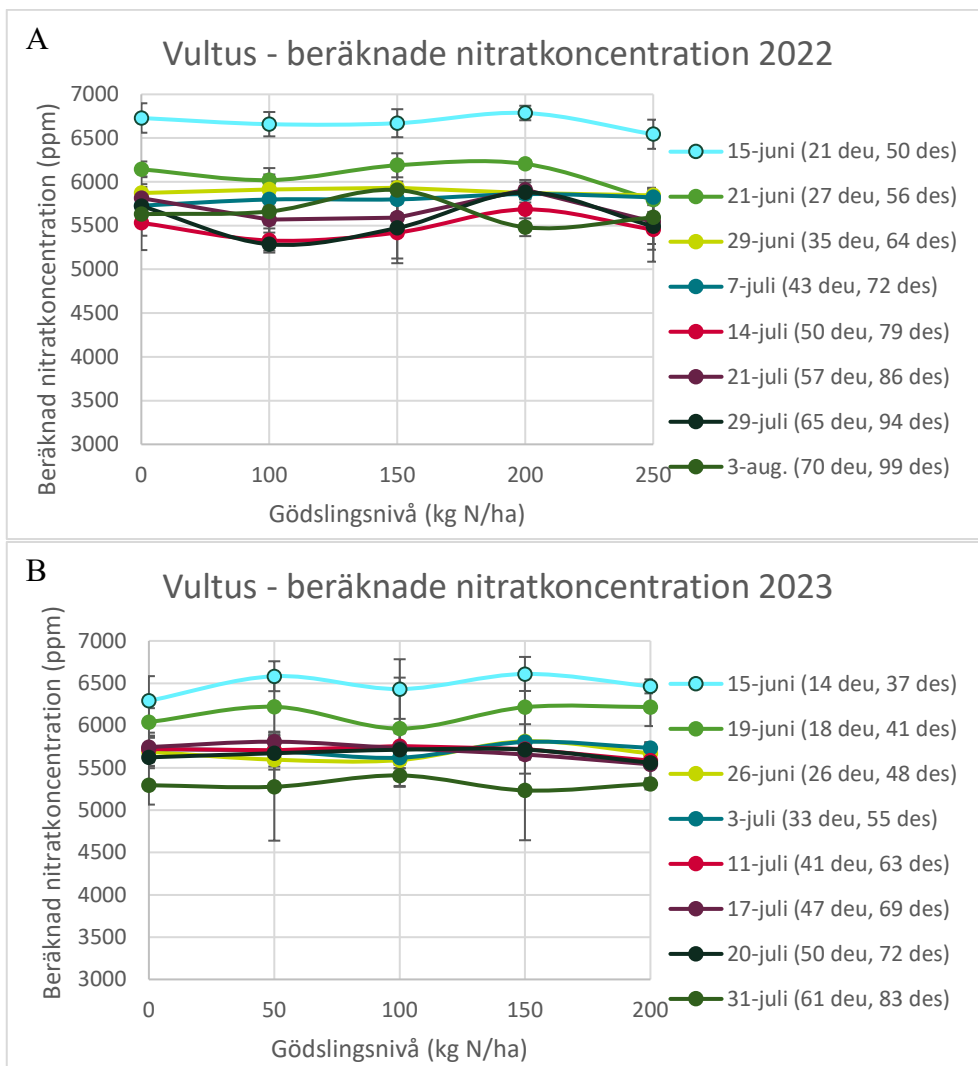 A
Vultus - beräknade nitratkoncentration 2022
Beräknad nitratkoncentration (ppm)
7000
6500
6000
5500
5000
4500
4000
3500
3000
0
100
150
200
250
Gödslingsnivå (kg N/ha)
15-juni (21 deu, 50 des)
21-juni (27 deu, 56 des)
29-juni (35 deu, 64 des)
7-juli (43 deu, 72 des)
14-juli (50 deu, 79 des)
21-juli (57 deu, 86 des)
29-juli (65 deu, 94 des)
3-aug. (70 deu, 99 des)
B
Vultus - beräknade nitratkoncentration 2023
Beräknad nitratkoncentration (ppm)
7000
6500
6000
5500
5000
4500
4000
3500
3000
0
50
100
150
200
Gödslingsnivå (kg N/ha)
15-juni (14 deu, 37 des)
19-juni (18 deu, 41 des)
26-juni (26 deu, 48 des)
3-juli (33 deu, 55 des)
11-juli (41 deu, 63 des)
17-juli (47 deu, 69 des)
20-juli (50 deu, 72 des)
31-juli (61 deu, 83 des)